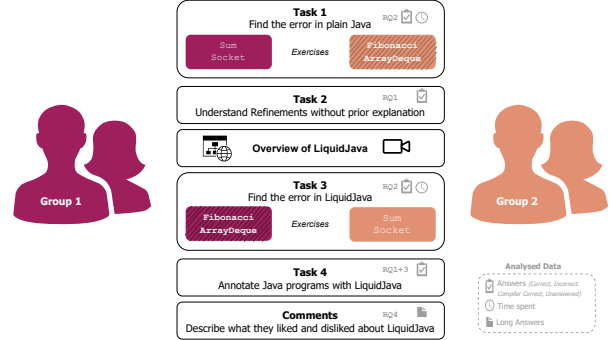 Task 1
RQ2
Find the error in plain Java
Sum
Socket
Exercises
Fibonacci
ArrayDeque
Task 2
RQ1
Understand Refinements without prior explanation
Overview of LiquidJava
Task 3
RQ2
Find the error in LiquidJava
Fibonacci
ArrayDeque
Exercises
Sum
Socket
Task 4
RQ1+3
Annotate Java programs with LiquidJava
Comments
RQ4
Describe what they liked and disliked about LiquidJava
Group 1
Group 2
Analysed Data
Answers (Correct, Incorrect,
Compiler Correct, Unanswered)
Time spent
Long Answers